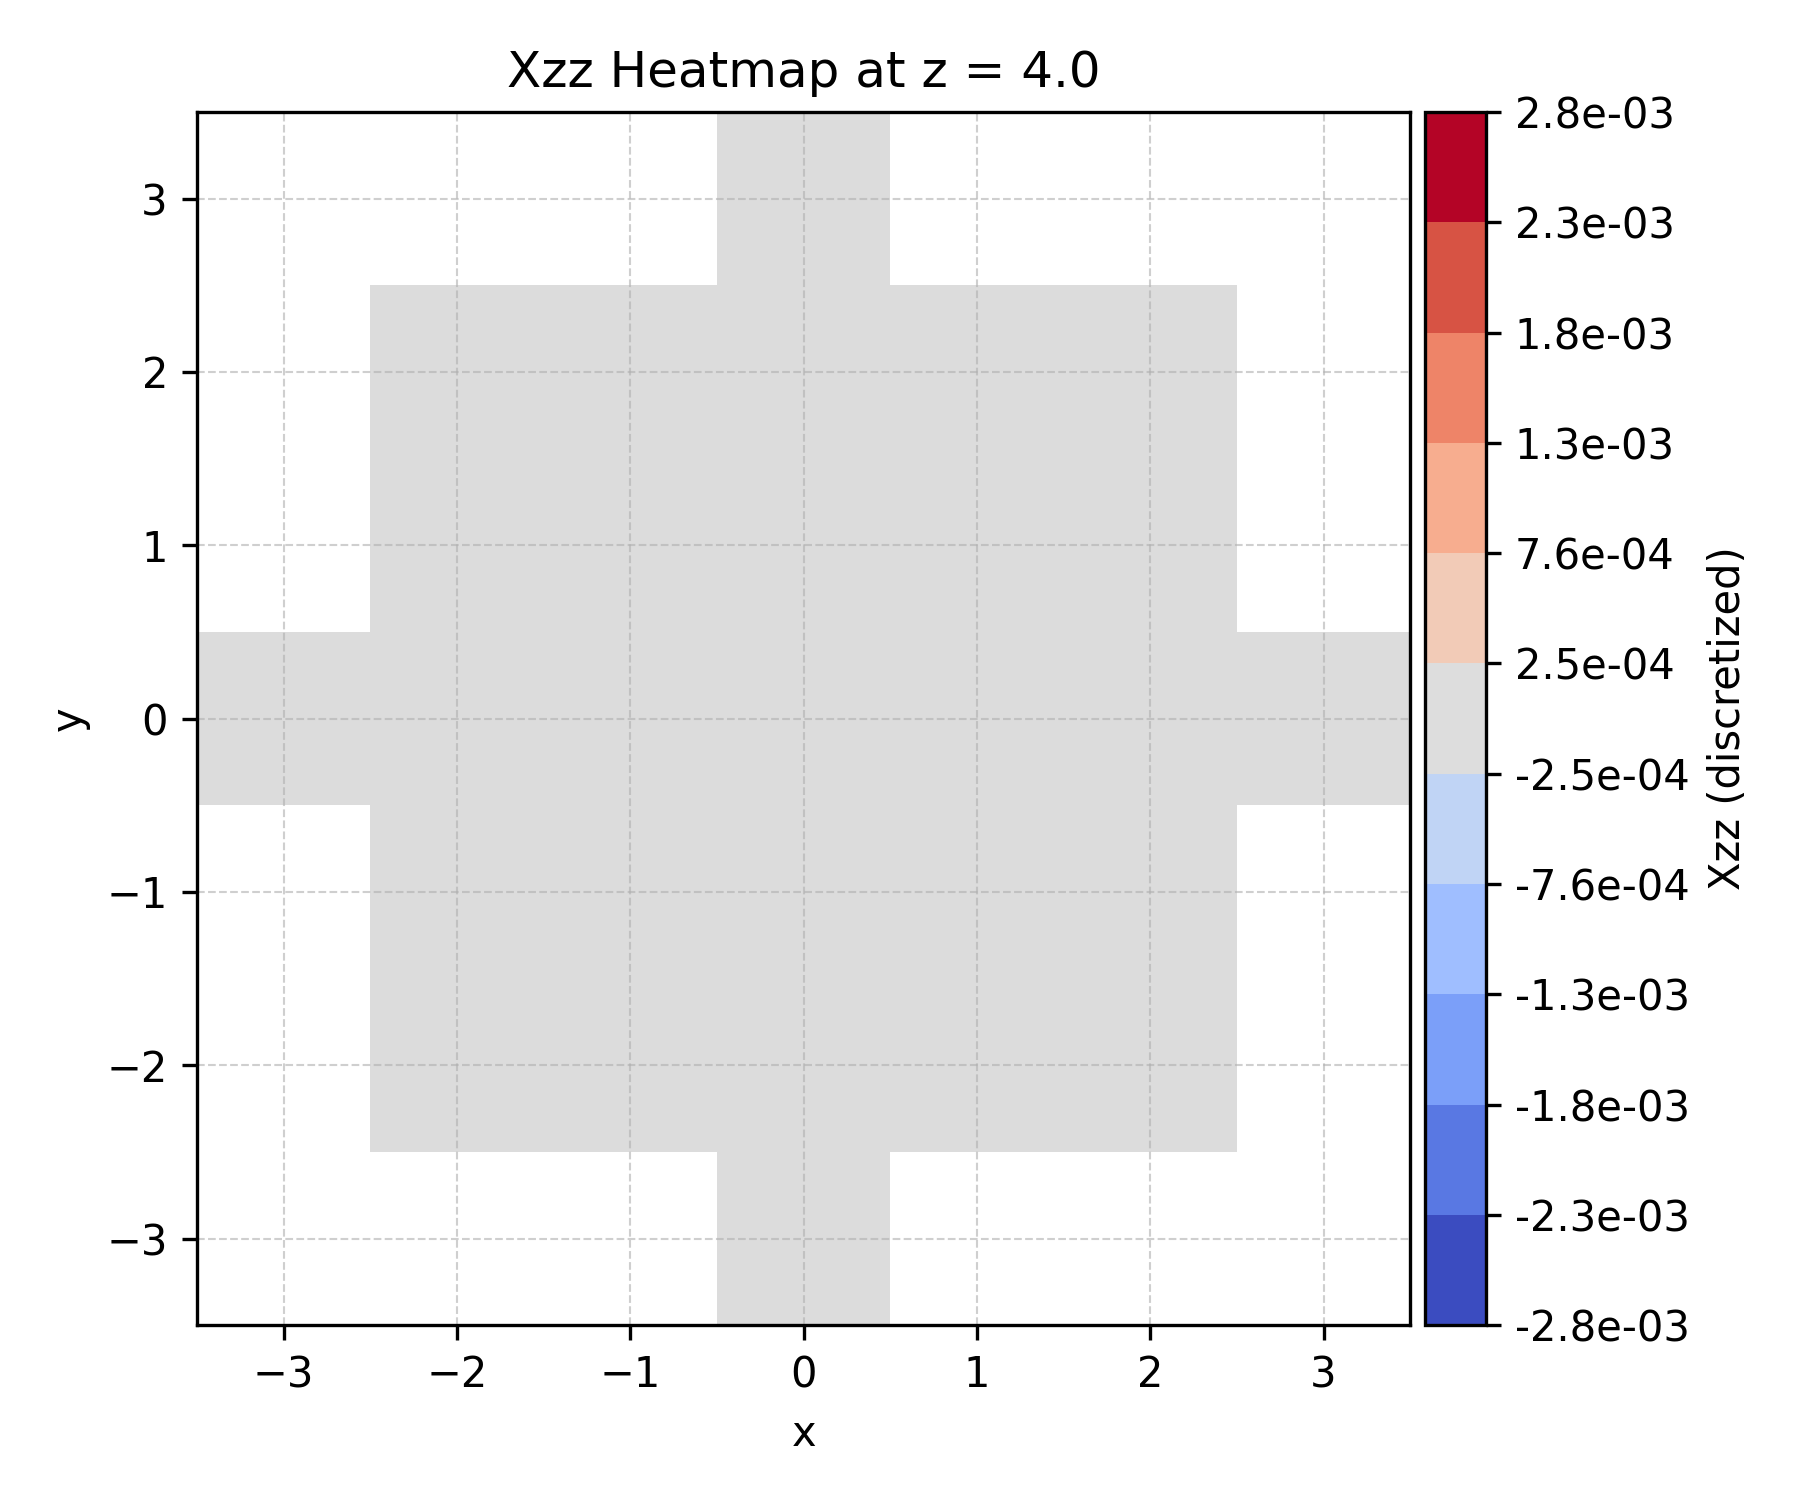 Xzz Heatmap at z = 4.0
3
2
1
0
−1
−2
−3
y
−3
−2
−1
0
1
2
3
x
2.8e-03
2.3e-03
1.8e-03
1.3e-03
7.6e-04
2.5e-04
-2.5e-04
-7.6e-04
-1.3e-03
-1.8e-03
-2.3e-03
-2.8e-03
Xzz (discretized)